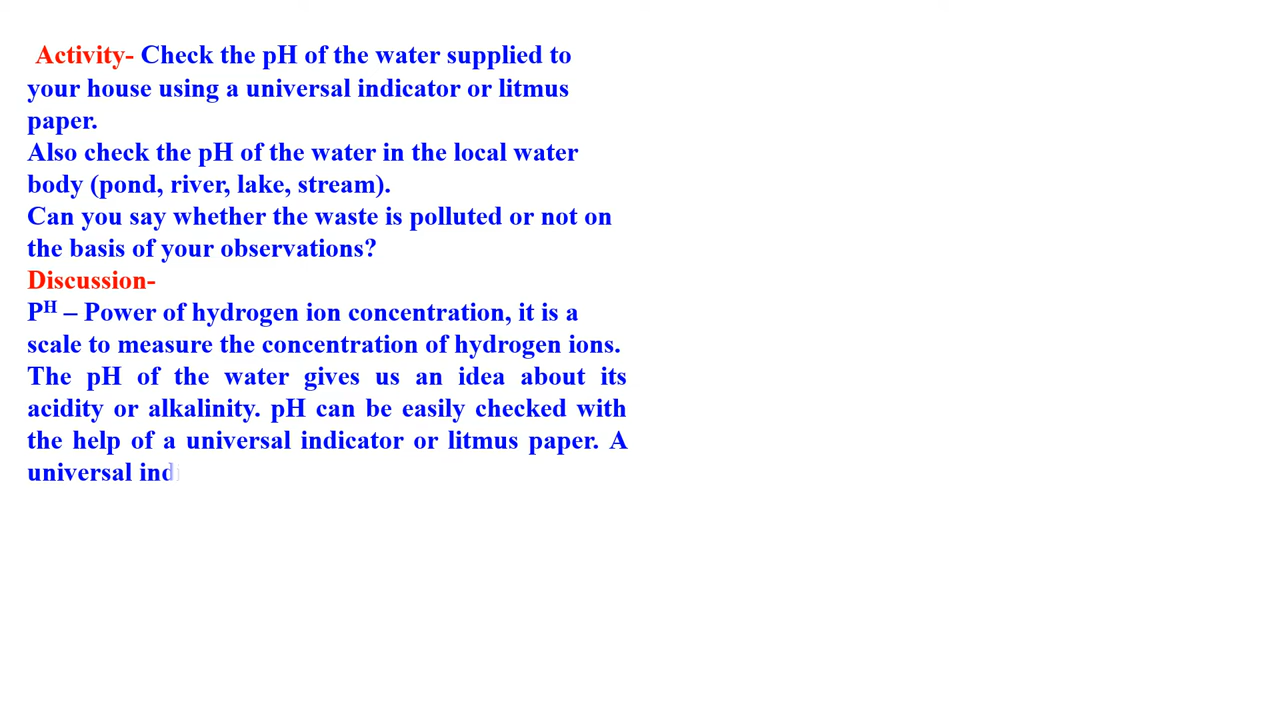 Activity- Check the pH of the water supplied to
your house using a universal indicator or litmus
paper.
Also check the pH of the water in the local water
body (pond, river, lake, stream).
Can you say whether the waste is polluted or not on
the basis of your observations?
Discussion-
Pᴴ – Power of hydrogen ion concentration, it is a
scale to measure the concentration of hydrogen ions.
The pH of the water gives us an idea about its
acidity or alkalinity. pH can be easily checked with
the help of a universal indicator or litmus paper. A
universal ind